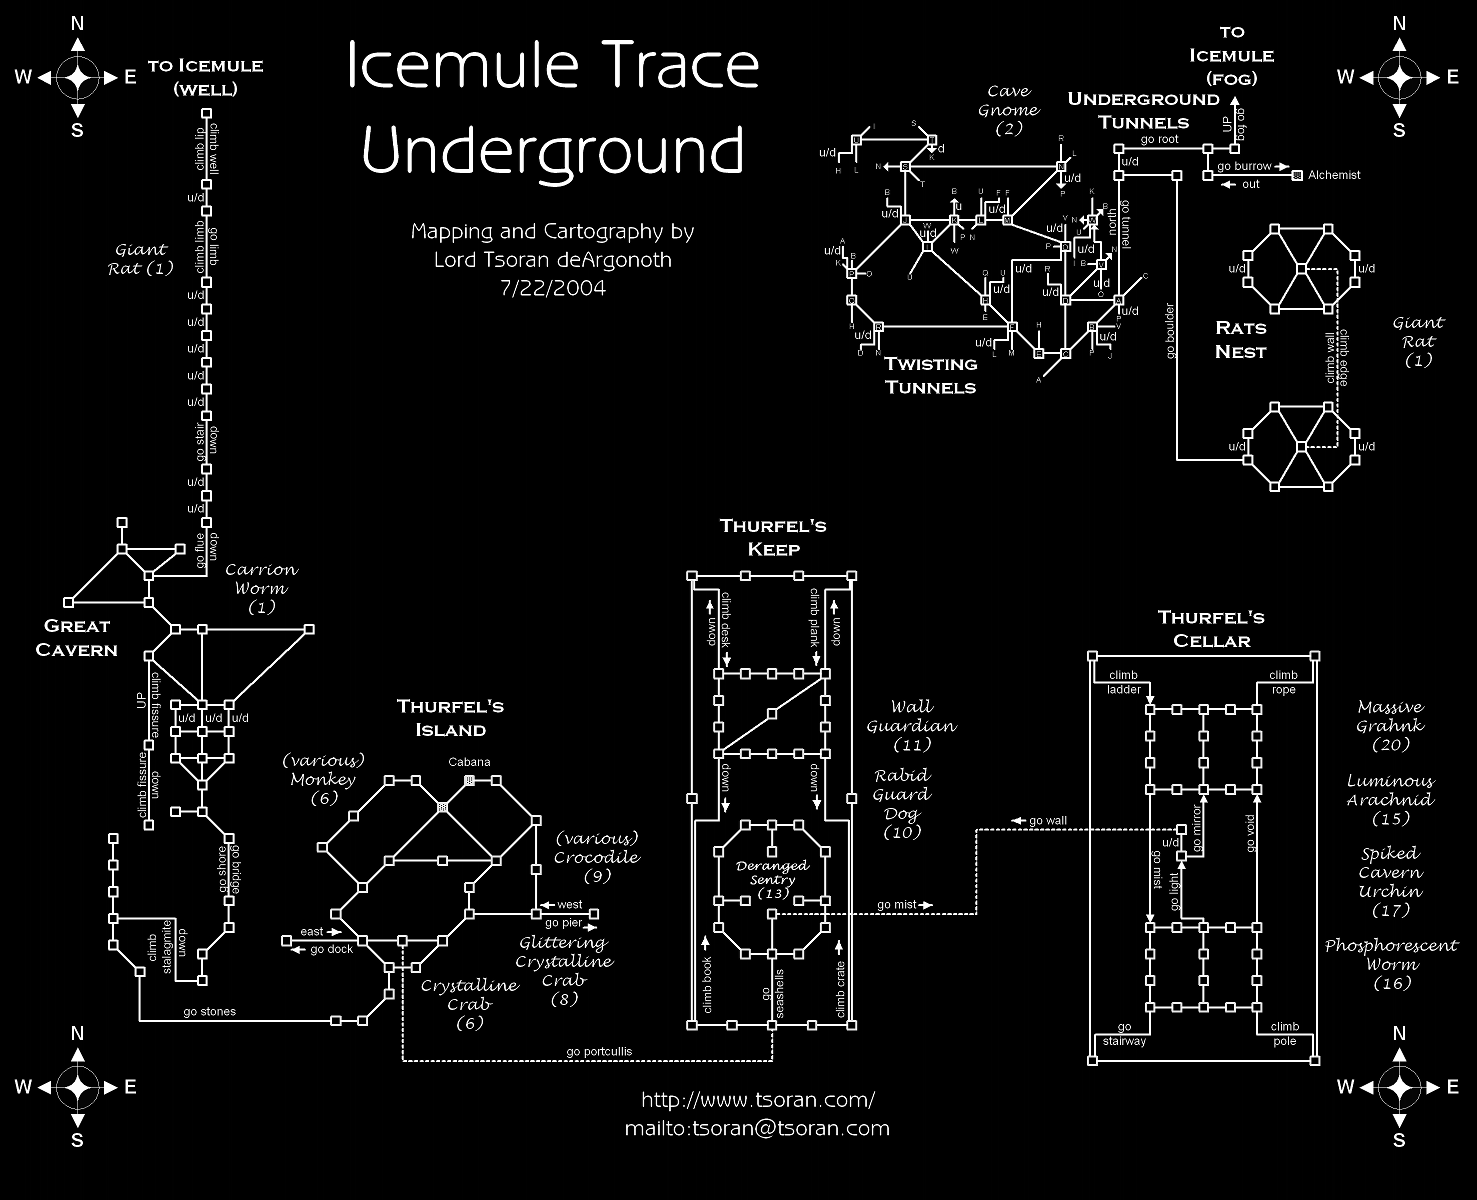 N
W E
S
TO ICEMULE
(WELL)
Icemule Trace
Underground
Mapping and Cartography by
Lord Tsoran deArgonoth
7/22/2004
TO
ICEMULE
(FOG)
N
W E
S
climb lid
climb well
u/d
climb limb
go limb
u/d
u/d
u/d
u/d
u/d
go stair
down
u/d
u/d
go flue
down
Giant
Rat (1)
Cave
Gnome
(2)
UNDERGROUND
TUNNELS
UP
go fog
go root
u/d
go burrow
out
Alchemist
north
go tunnel
go boulder
TWISTING
TUNNELS
u/d
u/d
RATS
NEST
climb wall
climb edge
u/d
u/d
Giant
Rat
(1)
Carrion
Worm
(1)
GREAT
CAVERN
UP
climb fissure
u/d u/d u/d
climb fissure
down
go shore
go bridge
climb
stalagmite
down
go stones
THURFEL'S
ISLAND
(various)
Monkey
(6)
Cabana
(various)
Crocodile
(9)
west
go pier
east
go dock
Glittering
Crystalline
Crab
(8)
Crystalline
Crab
(6)
go portcullis
THURFEL'S
KEEP
down
climb desk
climb plank
down
down
down
Wall
Guardian
(11)
Rabid
Guard
Dog
(10)
Deranged
Sentry
(13)
go mist
climb book
go
seashells
climb crate
go wall
THURFEL'S
CELLAR
climb
ladder
climb
rope
u/d
go mirror
go void
go mist
go light
go
stairway
climb
pole
Massive
Grahnk
(20)
Luminous
Arachnid
(15)
Spiked
Cavern
Urchin
(17)
Phosphorescent
Worm
(16)
N
W E
S
http://www.tsoran.com/
mailto:tsoran@tsoran.com
N
W E
S